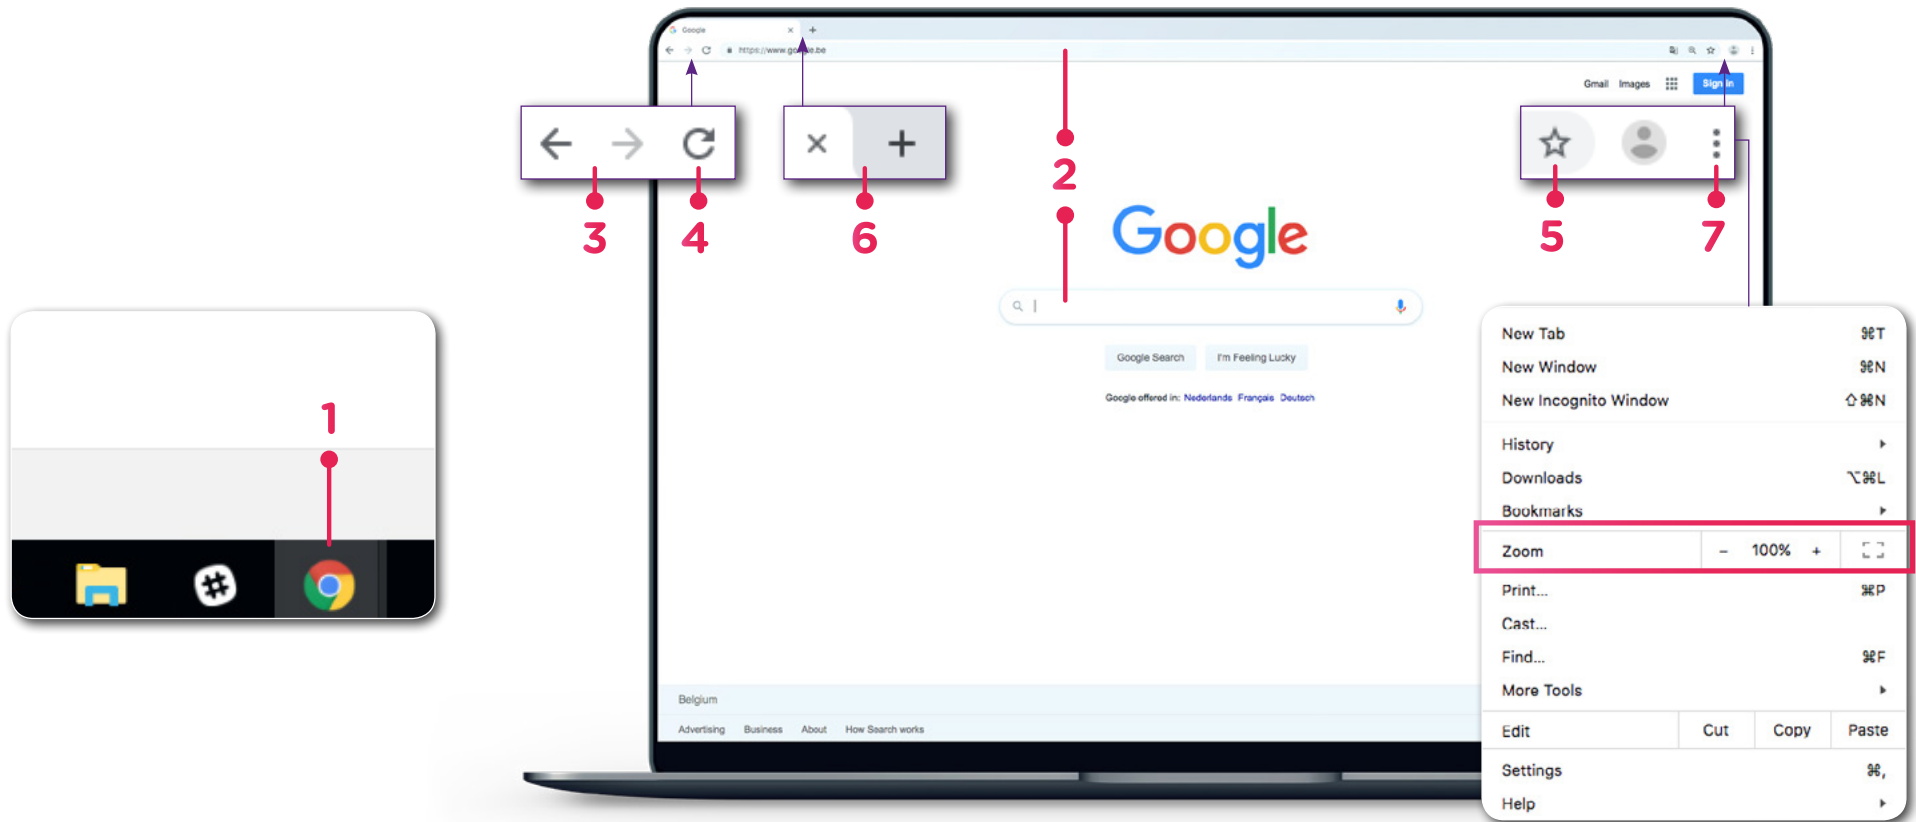 Google
https://www.google.be
Gmail Images Sign in
3
4
6
2
5
7
Google
1
Google Search I'm Feeling Lucky
Google offered in: Nederlands Français Deutsch
New Tab ⌘T
New Window ⌘N
New Incognito Window ⇧⌘N
History
Downloads ⌥⌘L
Bookmarks
Zoom - 100% +
Print... ⌘P
Cast...
Find... ⌘F
More Tools
Edit Cut Copy Paste
Settings ⌘,
Help
Belgium
Advertising Business About How Search works